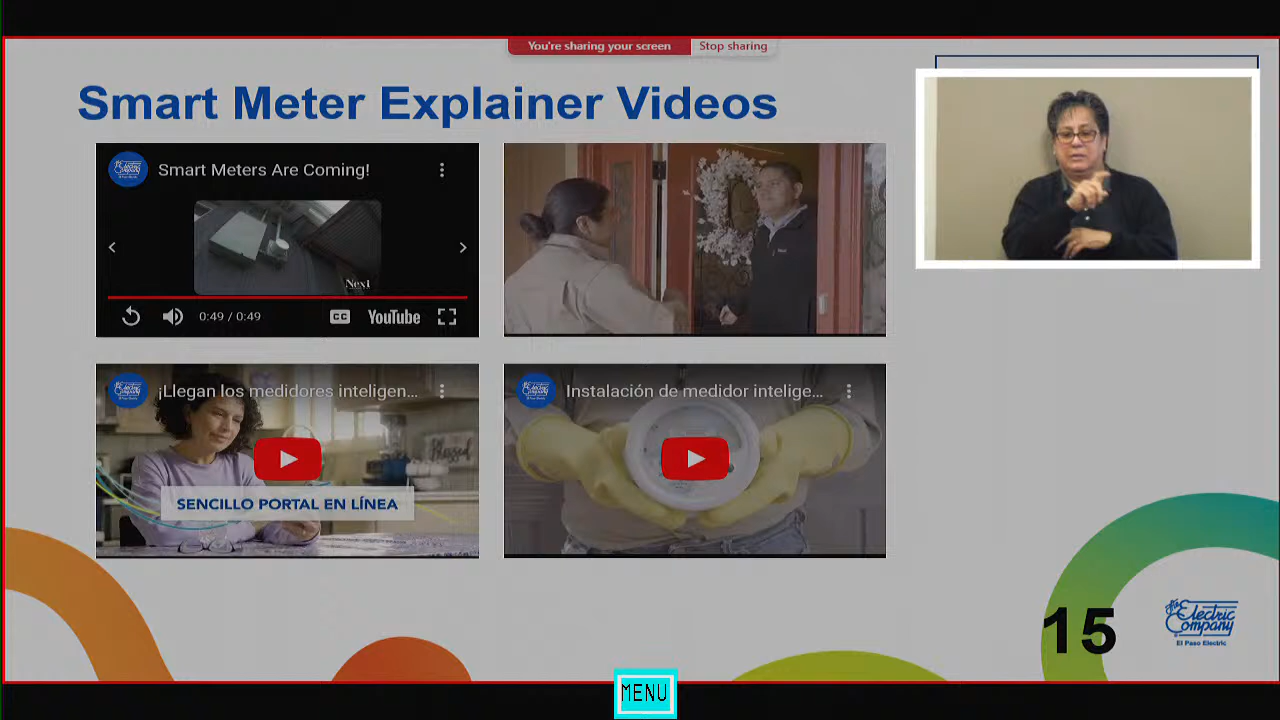 You're sharing your screen
Stop sharing
Smart Meter Explainer Videos
Smart Meters Are Coming!
Next
0:49 / 0:49
CC
YouTube
¡Llegan los medidores inteligen...
Blessed
SENCILLO PORTAL EN LÍNEA
Instalación de medidor intelige...
15
The Electric
Company
El Paso Electric
MENU